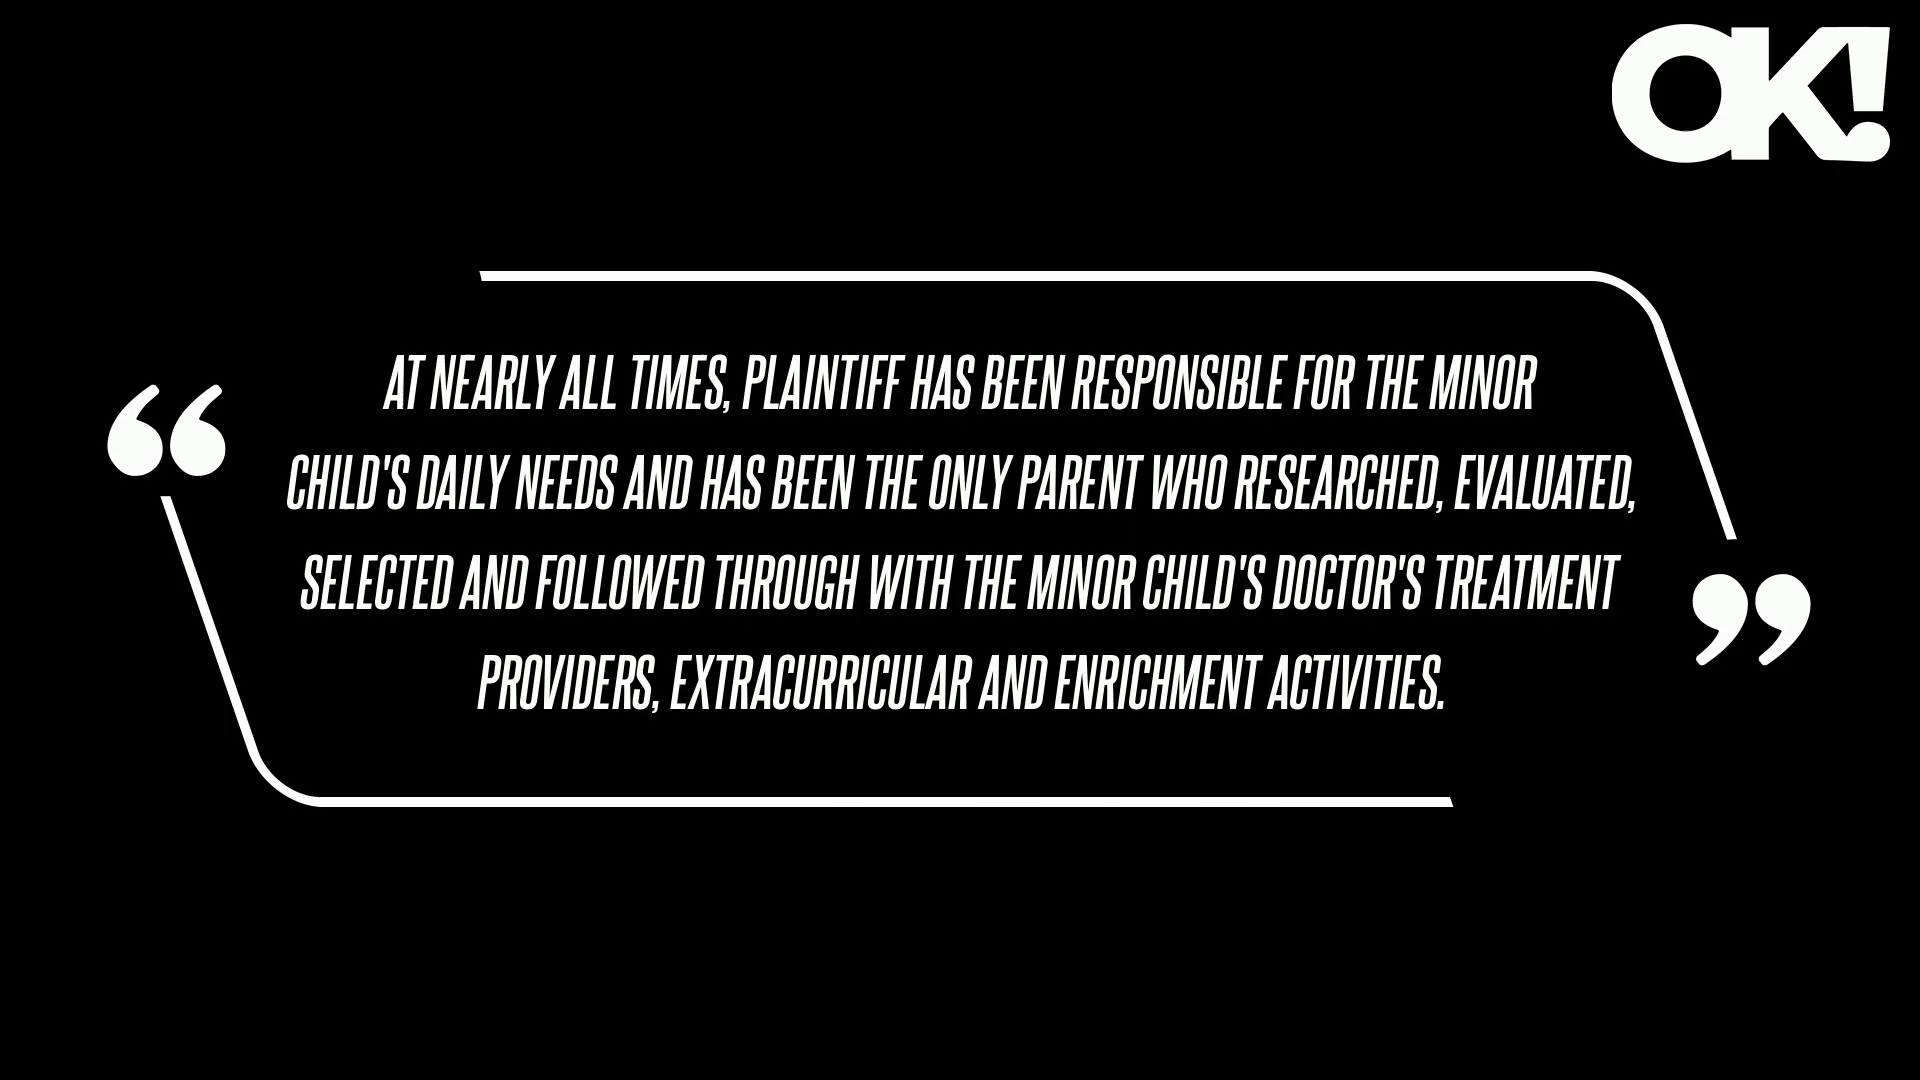 OK!
AT NEARLY ALL TIMES, PLAINTIFF HAS BEEN RESPONSIBLE FOR THE MINOR
CHILD'S DAILY NEEDS AND HAS BEEN THE ONLY PARENT WHO RESEARCHED, EVALUATED,
SELECTED AND FOLLOWED THROUGH WITH THE MINOR CHILD'S DOCTOR'S TREATMENT
PROVIDERS, EXTRACURRICULAR AND ENRICHMENT ACTIVITIES.